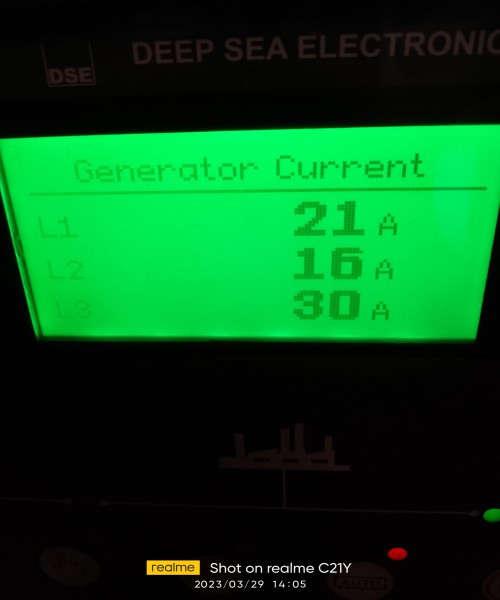 DSE
DEEP SEA ELECTRONIC
Generator Current
L1 21 A
L2 16 A
L3 30 A
AUTO
realme Shot on realme C21Y
2023/03/29 14:05